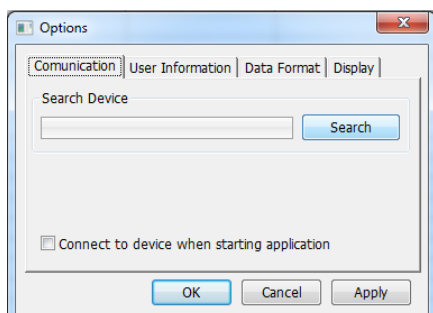 Options
Comunication User Information Data Format Display
Search Device
Search
Connect to device when starting application
OK Cancel Apply